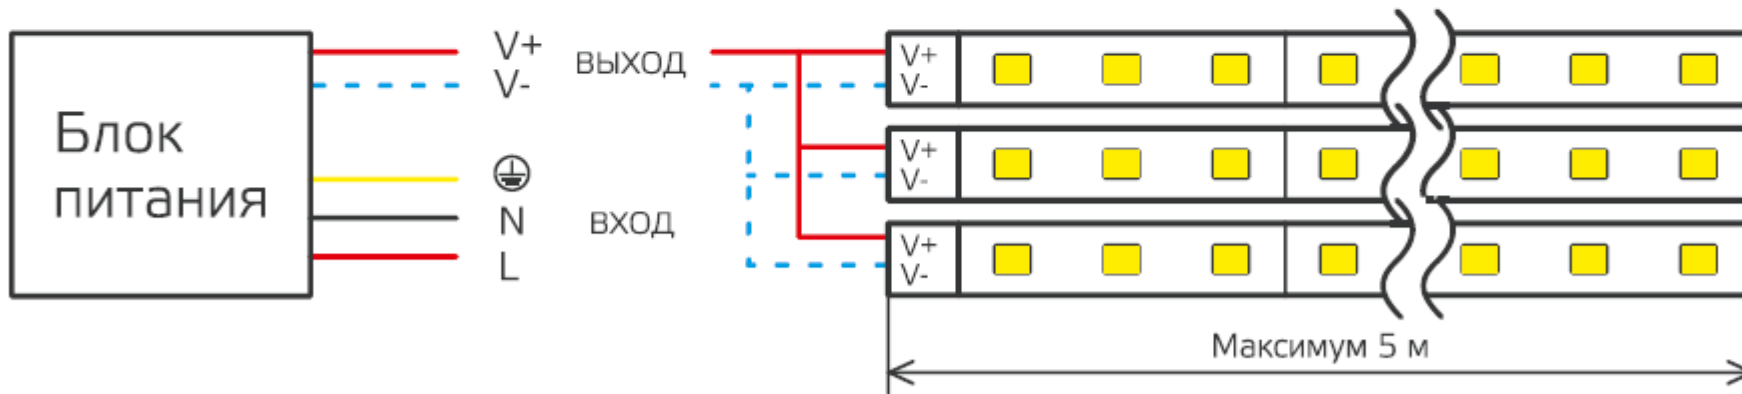 Блок
питания
V+
V-
ВЫХОД
N
ВХОД
L
V+
V-
V+
V-
V+
V-
Максимум 5 м